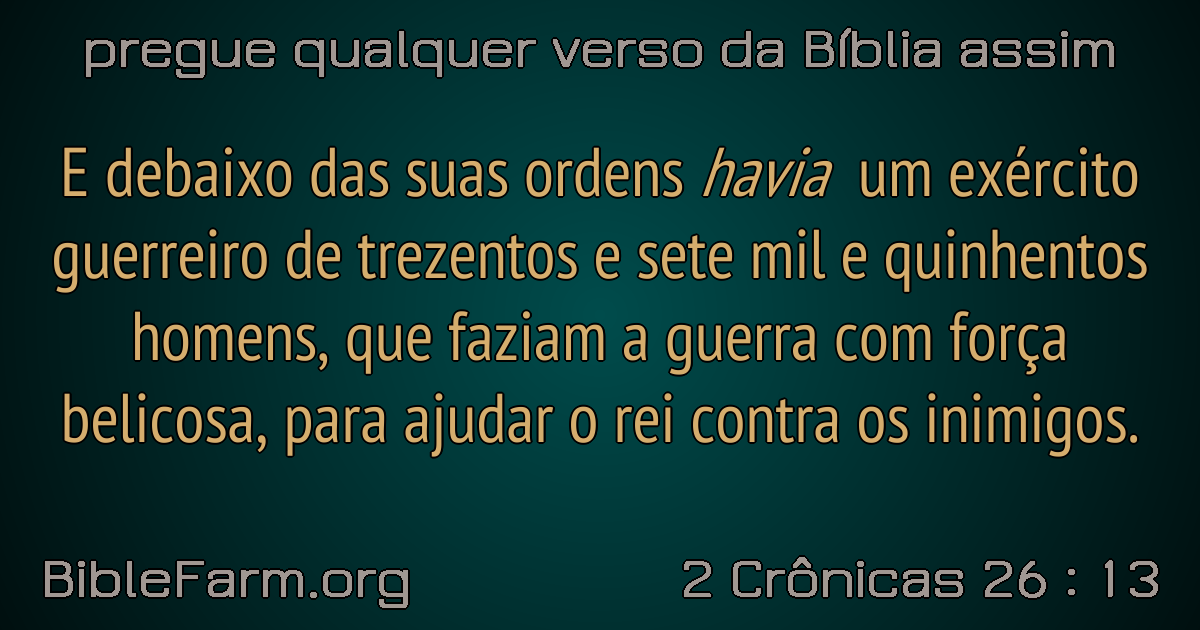 pregue qualquer verso da Bíblia assim
E debaixo das suas ordens havia um exército
guerreiro de trezentos e sete mil e quinhentos
homens, que faziam a guerra com força
belicosa, para ajudar o rei contra os inimigos.
BibleFarm.org 2 Crônicas 26 : 13